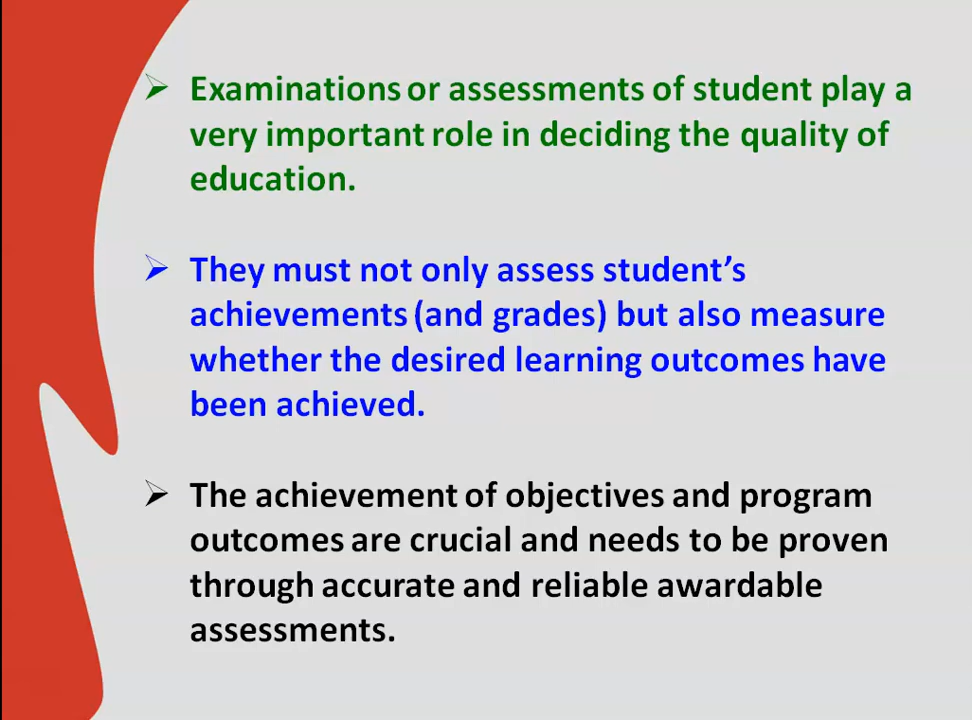 ➢ Examinations or assessments of student play a
very important role in deciding the quality of
education.
➢ They must not only assess student’s
achievements (and grades) but also measure
whether the desired learning outcomes have
been achieved.
➢ The achievement of objectives and program
outcomes are crucial and needs to be proven
through accurate and reliable awardable
assessments.